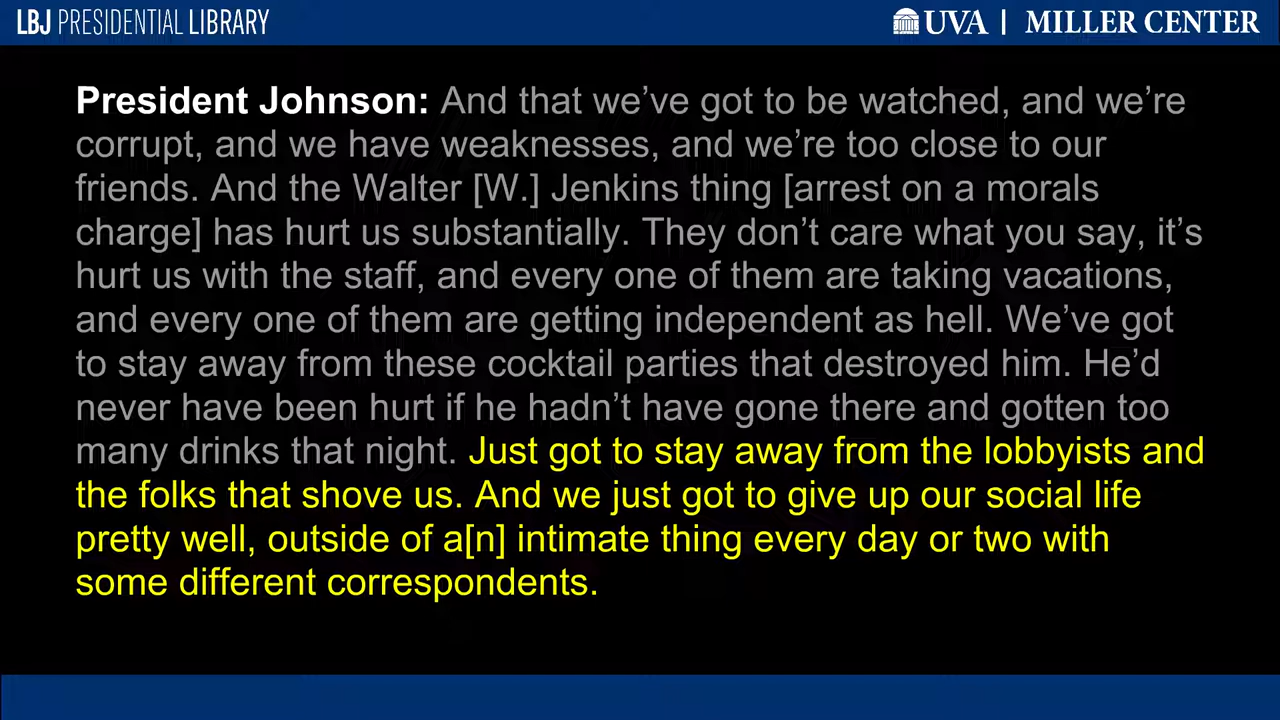 LBJ PRESIDENTIAL LIBRARY
UVA | MILLER CENTER
President Johnson: And that we’ve got to be watched, and we’re
corrupt, and we have weaknesses, and we’re too close to our
friends. And the Walter [W.] Jenkins thing [arrest on a morals
charge] has hurt us substantially. They don’t care what you say, it’s
hurt us with the staff, and every one of them are taking vacations,
and every one of them are getting independent as hell. We’ve got
to stay away from these cocktail parties that destroyed him. He’d
never have been hurt if he hadn’t have gone there and gotten too
many drinks that night. Just got to stay away from the lobbyists and
the folks that shove us. And we just got to give up our social life
pretty well, outside of a[n] intimate thing every day or two with
some different correspondents.